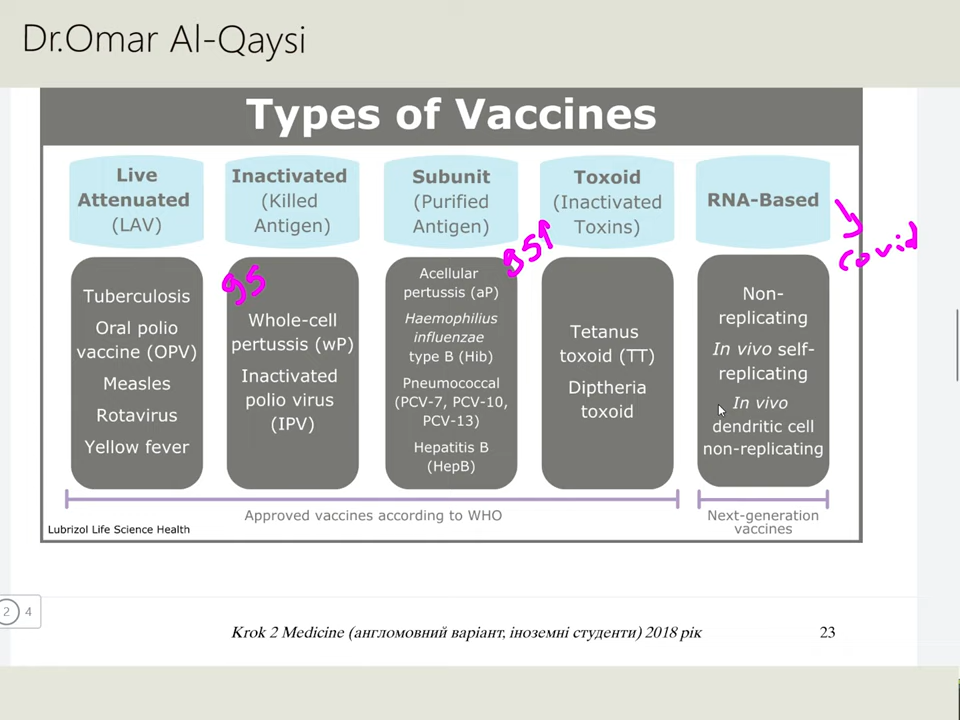 Dr.Omar Al-Qaysi
Types of Vaccines
Live
Attenuated
(LAV)
Tuberculosis
Oral polio
vaccine (OPV)
Measles
Rotavirus
Yellow fever
Inactivated
(Killed
Antigen)
95
Whole-cell
pertussis (wP)
Inactivated
polio virus
(IPV)
Subunit
(Purified
Antigen)
95↑
Acellular
pertussis (aP)
Haemophilius
influenzae
type B (Hib)
Pneumococcal
(PCV-7, PCV-10,
PCV-13)
Hepatitis B
(HepB)
Toxoid
(Inactivated
Toxins)
Tetanus
toxoid (TT)
Diptheria
toxoid
RNA-Based
covid
Non-
replicating
In vivo self-
replicating
In vivo
dendritic cell
non-replicating
Approved vaccines according to WHO
Next-generation
vaccines
Lubrizol Life Science Health
2 4
Krok 2 Medicine (англомовний варіант, іноземні студенти) 2018 рік 23